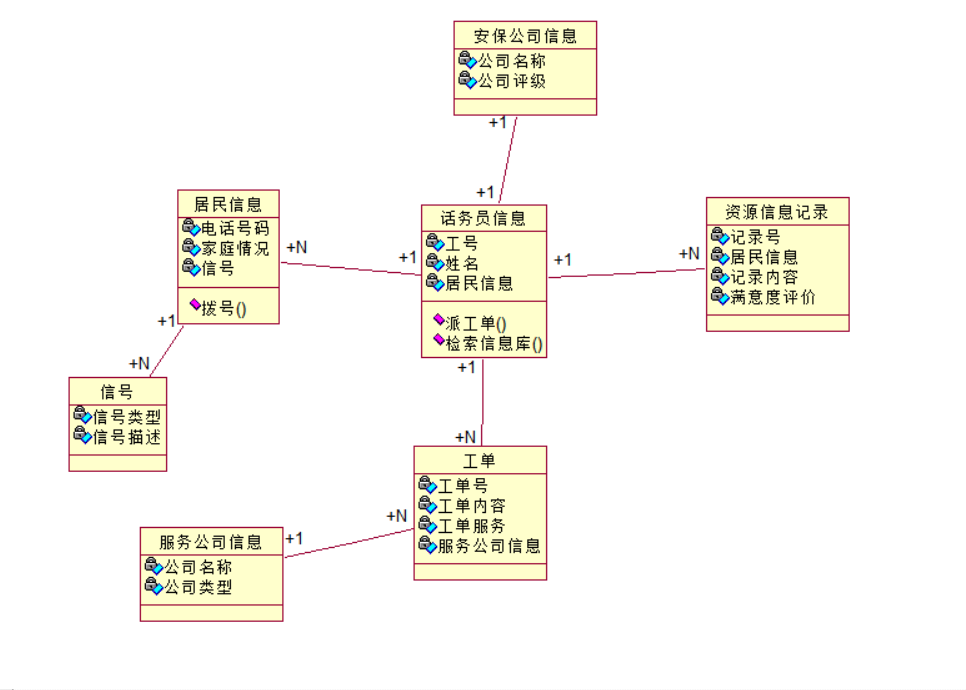 安保公司信息
公司名称
公司评级
+1
+1
居民信息
电话号码
家庭情况
信号
拨号()
+N
+1
+1
+N
话务员信息
工号
姓名
居民信息
派工单()
检索信息库()
+1
+N
+1
+N
资源信息记录
记录号
居民信息
记录内容
满意度评价
信号
信号类型
信号描述
工单
工单号
工单内容
工单服务
服务公司信息
+N
+1
服务公司信息
公司名称
公司类型